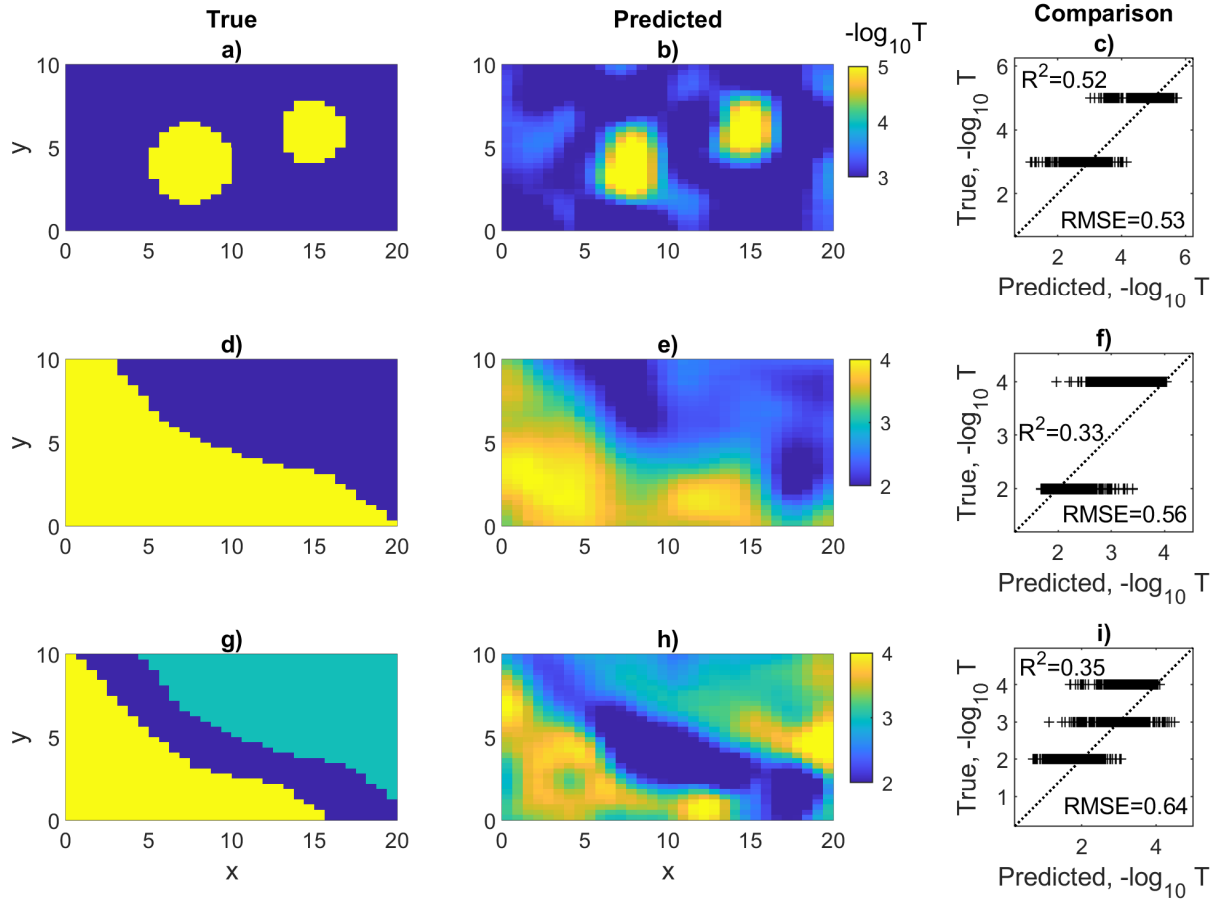 True
Predicted
Comparison
a)
b)
-log10T
c)
10
5
0
y
0 5 10 15 20
0 5 10 15 20
5
4
3
6
4
2
True, -log10 T
R2=0.52
RMSE=0.53
2 4 6
Predicted, -log10 T
d)
e)
f)
10
5
0
y
0 5 10 15 20
10
5
0
0 5 10 15 20
4
3
2
4
3
2
True, -log10 T
R2=0.33
RMSE=0.56
2 3 4
Predicted, -log10 T
g)
h)
i)
10
5
0
y
0 5 10 15 20
x
10
5
0
0 5 10 15 20
x
4
3
2
4
3
2
1
True, -log10 T
R2=0.35
RMSE=0.64
2 4
Predicted, -log10 T